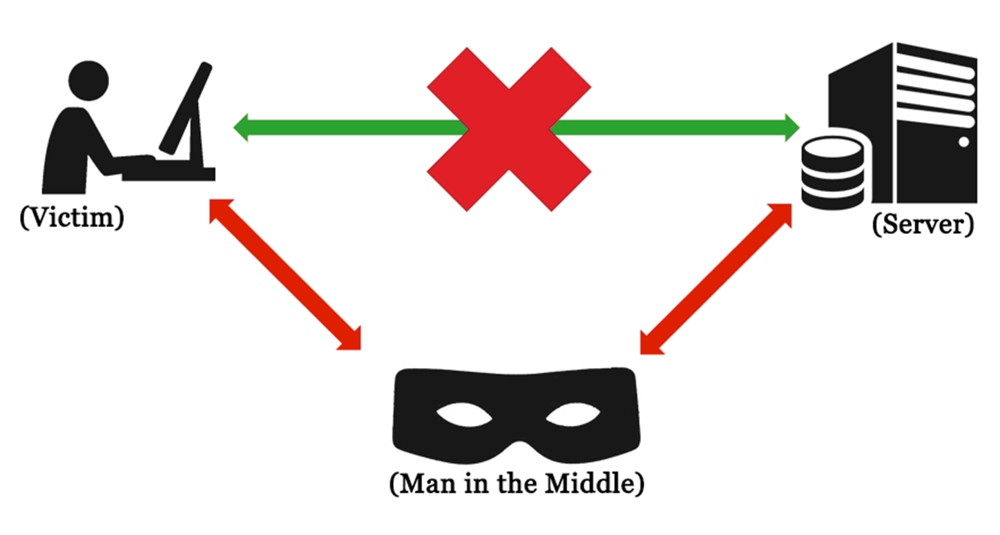 (Victim)
(Server)
(Man in the Middle)